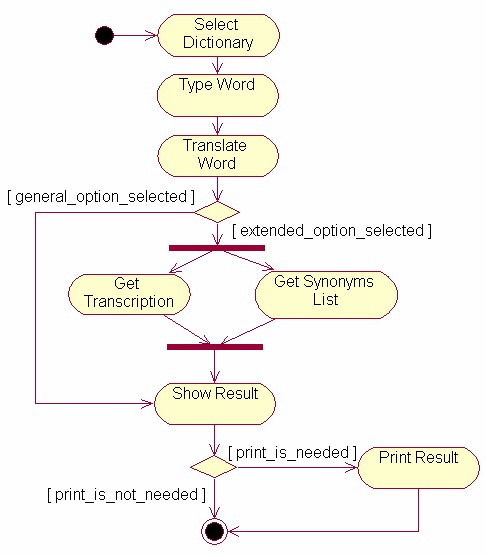 Select
Dictionary
Type Word
Translate
Word
[ general_option_selected ]
[ extended_option_selected ]
Get
Transcription
Get Synonyms
List
Show Result
[ print_is_needed ]
Print Result
[ print_is_not_needed ]